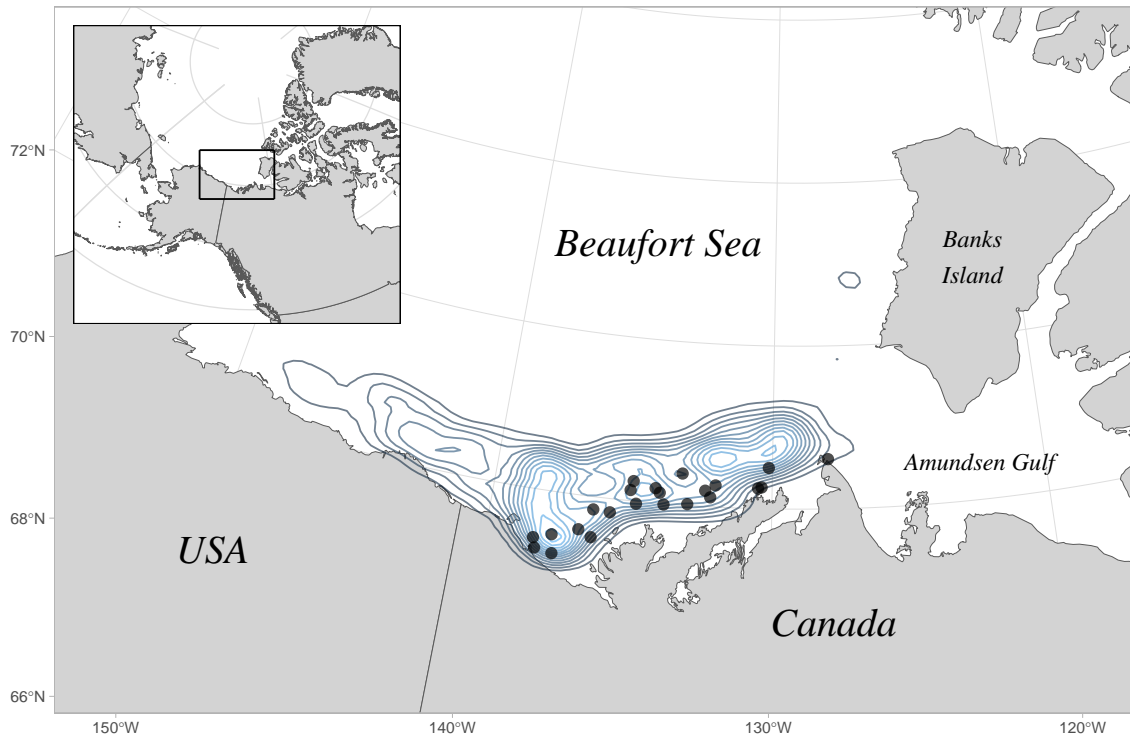 72°N
Beaufort Sea
Banks
Island
70°N
Amundsen Gulf
68°N
USA
Canada
66°N
150°W
140°W
130°W
120°W